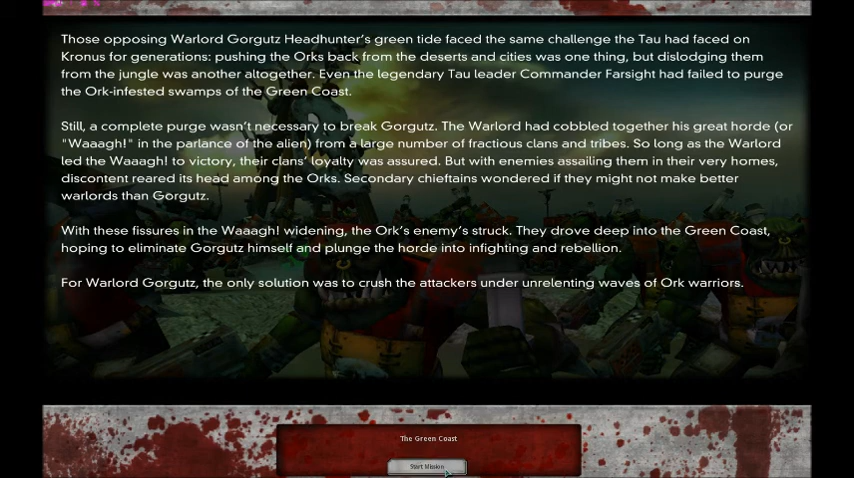 Those opposing Warlord Gorgutz Headhunter's green tide faced the same challenge the Tau had faced on
Kronus for generations: pushing the Orks back from the deserts and cities was one thing, but dislodging them
from the jungle was another altogether. Even the legendary Tau leader Commander Farsight had failed to purge
the Ork-infested swamps of the Green Coast.
Still, a complete purge wasn't necessary to break Gorgutz. The Warlord had cobbled together his great horde (or
"Waaagh!" in the parlance of the alien) from a large number of fractious clans and tribes. So long as the Warlord
led the Waaagh! to victory, their clans' loyalty was assured. But with enemies assailing them in their very homes,
discontent reared its head among the Orks. Secondary chieftains wondered if they might not make better
warlords than Gorgutz.
With these fissures in the Waaagh! widening, the Ork's enemy's struck. They drove deep into the Green Coast,
hoping to eliminate Gorgutz himself and plunge the horde into infighting and rebellion.
For Warlord Gorgutz, the only solution was to crush the attackers under unrelenting waves of Ork warriors.
The Green Coast
Start Mission